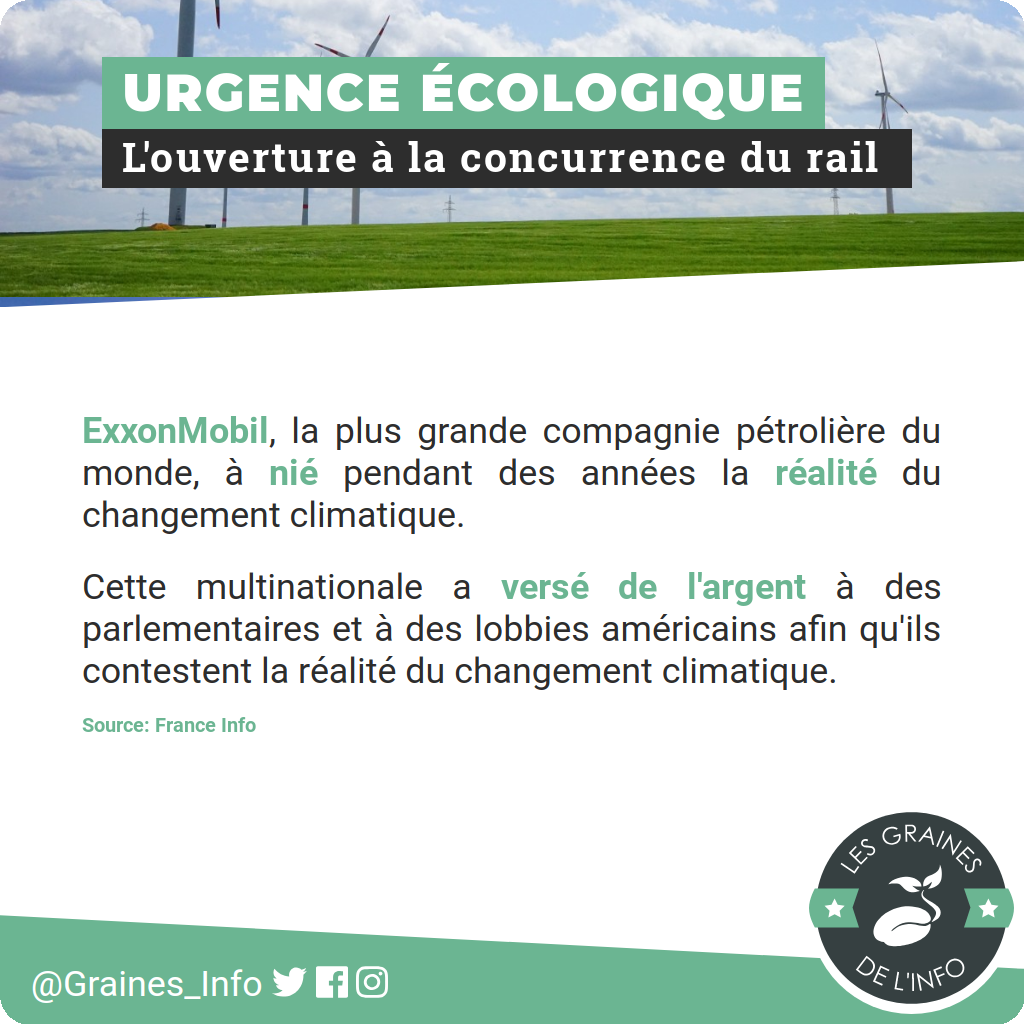 URGENCE ÉCOLOGIQUE
L'ouverture à la concurrence du rail
ExxonMobil, la plus grande compagnie pétrolière du
monde, à nié pendant des années la réalité du
changement climatique.
Cette multinationale a versé de l'argent à des
parlementaires et à des lobbies américains afin qu'ils
contestent la réalité du changement climatique.
Source: France Info
LES GRAINES
DE L'INFO
@Graines_Info